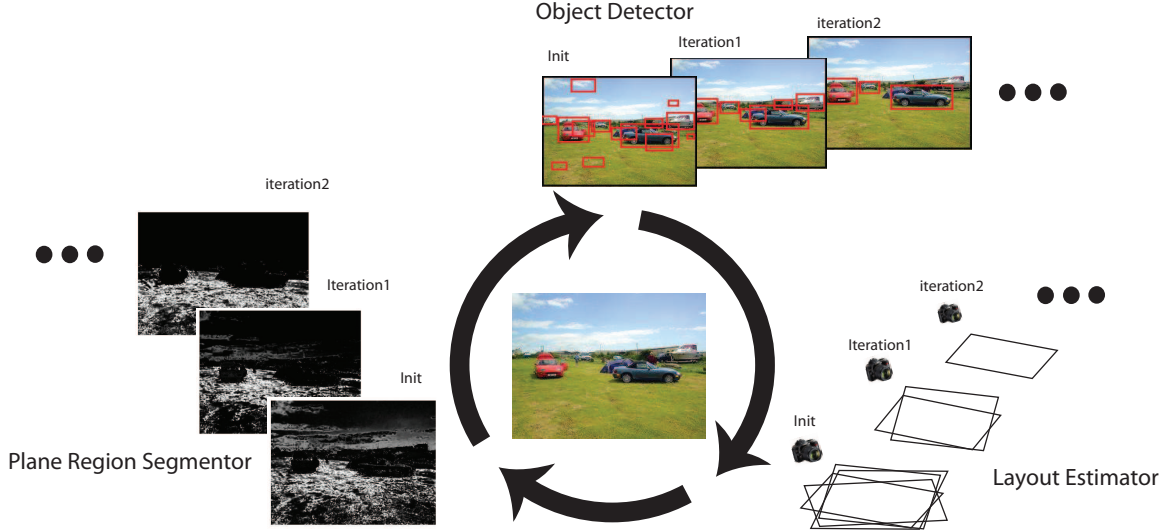 Object Detector
iteration2
Iteration1
Init
iteration2
Iteration1
Init
Plane Region Segmentor
iteration2
Iteration1
Init
Layout Estimator